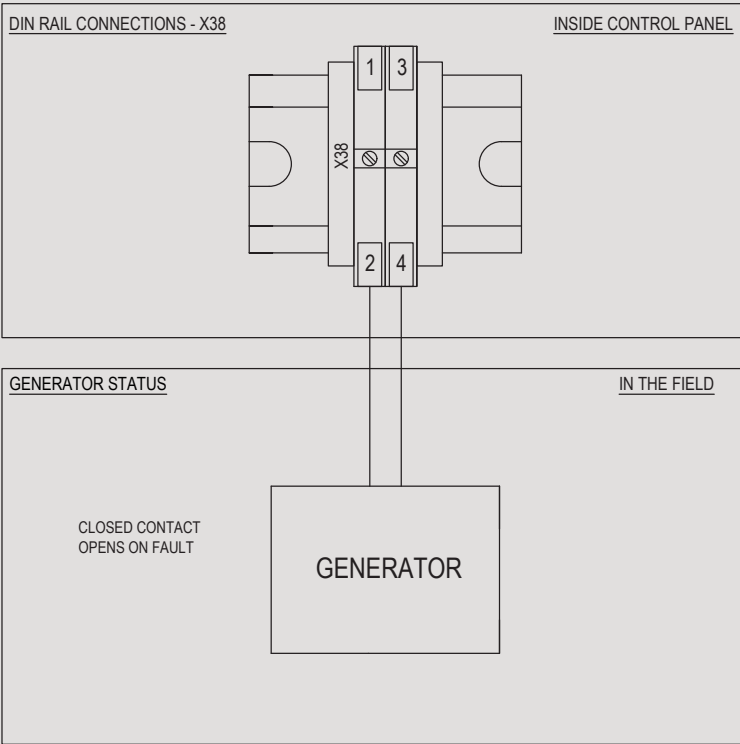 DIN RAIL CONNECTIONS - X38
INSIDE CONTROL PANEL
1 3
X38
2 4
GENERATOR STATUS
IN THE FIELD
CLOSED CONTACT
OPENS ON FAULT
GENERATOR